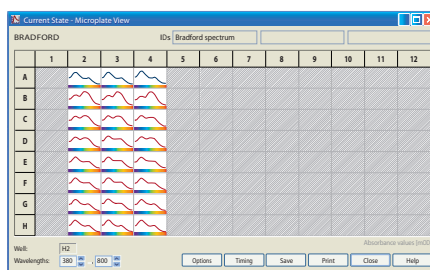 Current State - Microplate View
BRADFORD IDs Bradford spectrum
1 2 3 4 5 6 7 8 9 10 11 12
A
B
C
D
E
F
G
H
Absorbance values [mOD
Well: H2
Wavelengths: 380 , 800
Options Timing Save Print Close Help